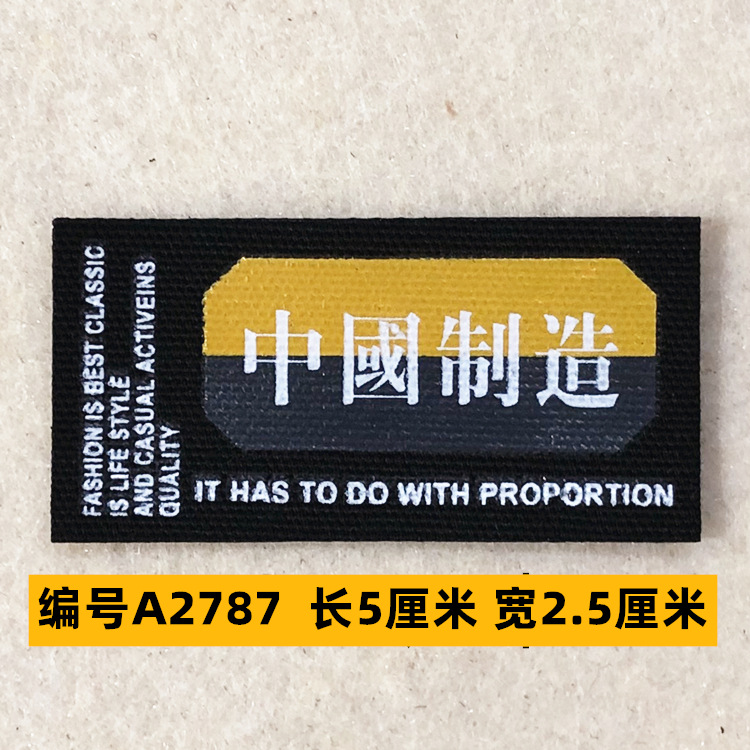 FASHION IS BEST CLASSIC
IS LIFE STYLE
AND CASUAL ACTIVEINS
QUALITY
中國制造
IT HAS TO DO WITH PROPORTION
编号A2787 长5厘米 宽2.5厘米